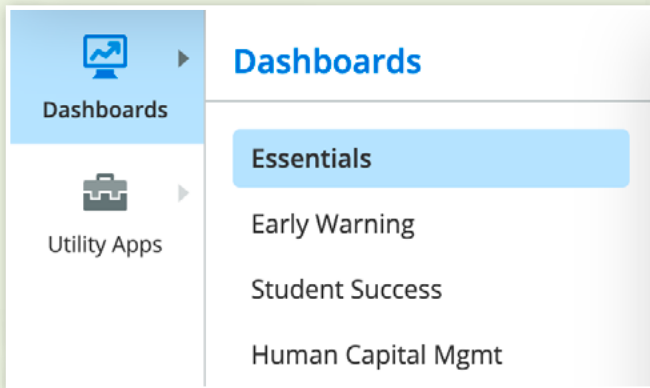 Dashboards
Utility Apps
Dashboards
Essentials
Early Warning
Student Success
Human Capital Mgmt